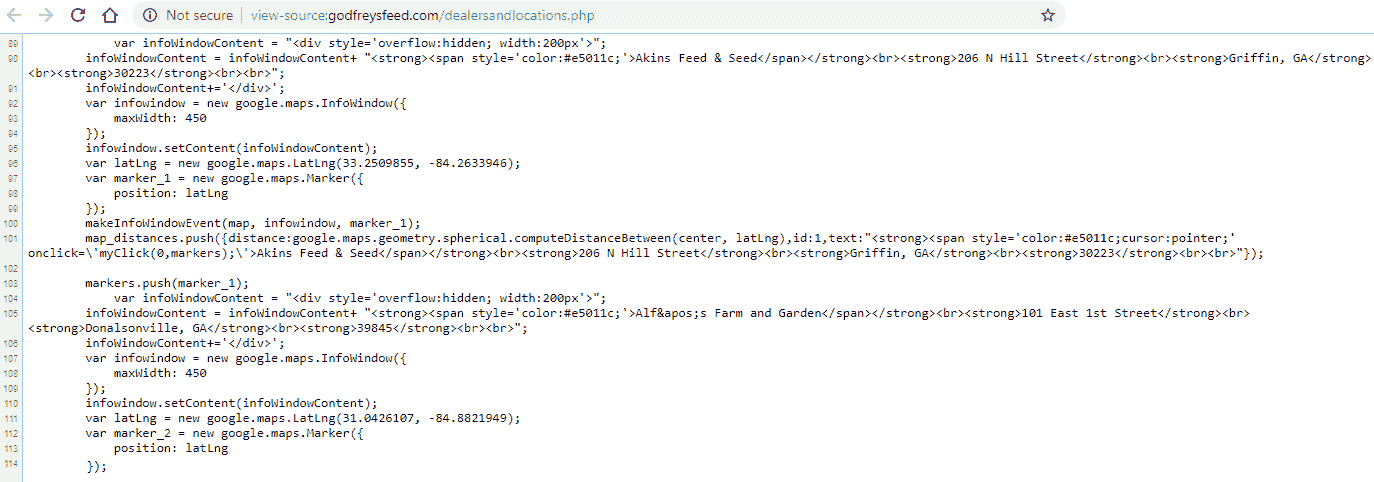 Not secure | view-source:godfreysfeed.com/dealersandlocations.php
89 var infoWindowContent = "<div style='overflow:hidden; width:200px'>";
90 infoWindowContent = infoWindowContent+ "<strong><span style='color:#e5011c;'>Akins Feed & Seed</span></strong><br><strong>206 N Hill Street</strong><br><strong>Griffin, GA</strong>
<br><strong>30223</strong><br><br>";
91 infoWindowContent+='</div>';
92 var infowindow = new google.maps.InfoWindow({
93 maxWidth: 450
94 });
95 infowindow.setContent(infoWindowContent);
96 var latLng = new google.maps.LatLng(33.2509855, -84.2633946);
97 var marker_1 = new google.maps.Marker({
98 position: latLng
99 });
100 makeInfoWindowEvent(map, infowindow, marker_1);
101 map_distances.push({distance:google.maps.geometry.spherical.computeDistanceBetween(center, latLng),id:1,text:"<strong><span style='color:#e5011c;cursor:pointer;'
onclick=\'myClick(0,markers);\'>Akins Feed & Seed</span></strong><br><strong>206 N Hill Street</strong><br><strong>Griffin, GA</strong><br><strong>30223</strong><br><br>"});
102
103 markers.push(marker_1);
104 var infoWindowContent = "<div style='overflow:hidden; width:200px'>";
105 infoWindowContent = infoWindowContent+ "<strong><span style='color:#e5011c;'>Alf&apos;s Farm and Garden</span></strong><br><strong>101 East 1st Street</strong><br>
<strong>Donalsonville, GA</strong><br><strong>39845</strong><br><br>";
106 infoWindowContent+='</div>';
107 var infowindow = new google.maps.InfoWindow({
108 maxWidth: 450
109 });
110 infowindow.setContent(infoWindowContent);
111 var latLng = new google.maps.LatLng(31.0426107, -84.8821949);
112 var marker_2 = new google.maps.Marker({
113 position: latLng
114 });